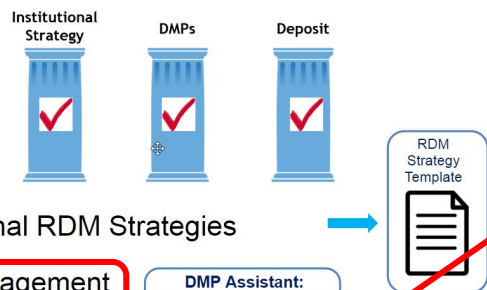 Institutional
Strategy
DMPs
Deposit
RDM
Strategy
Template
nal RDM Strategies
agement
DMP Assistant: